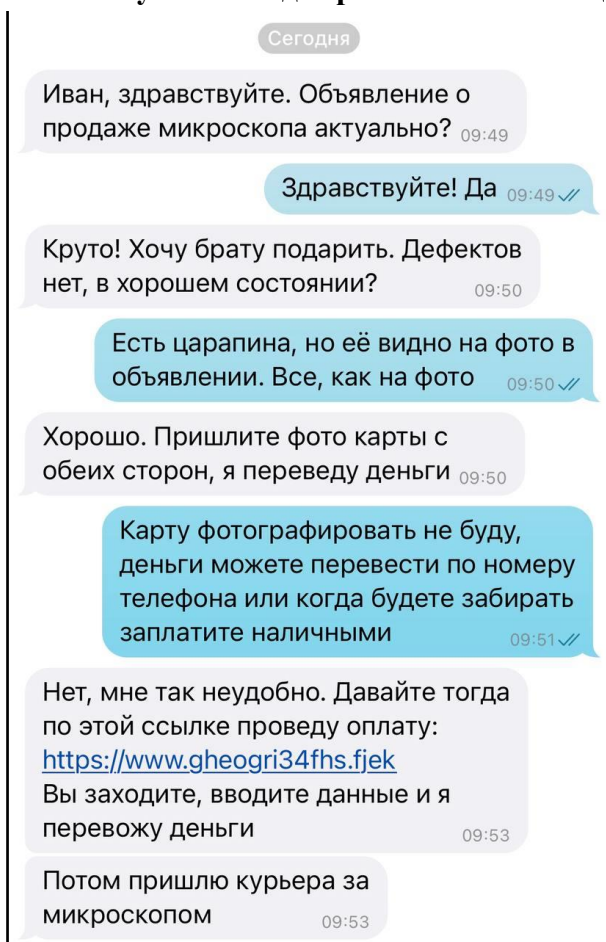 Сегодня
Иван, здравствуйте. Объявление о
продаже микроскопа актуально? 09:49
Здравствуйте! Да 09:49
Круто! Хочу брату подарить. Дефектов
нет, в хорошем состоянии? 09:50
Есть царапина, но её видно на фото в
объявлении. Все, как на фото 09:50
Хорошо. Пришлите фото карты с
обеих сторон, я переведу деньги 09:50
Карту фотографировать не буду,
деньги можете перевести по номеру
телефона или когда будете забирать
заплатите наличными 09:51
Нет, мне так неудобно. Давайте тогда
по этой ссылке проведу оплату:
https://www.gheogri34fhs.fjek
Вы заходите, вводите данные и я
перевожу деньги 09:53
Потом пришлю курьера за
микроскопом 09:53